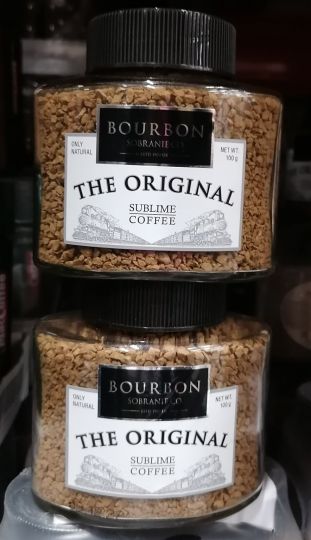 BOURBON
SOBRANIE CO
ONLY
NATURAL
NET WT.
100 g
THE ORIGINAL
SUBLIME
COFFEE
BOURBON
SOBRANIE CO
ONLY
NATURAL
NET WT.
100 g
THE ORIGINAL
SUBLIME
COFFEE